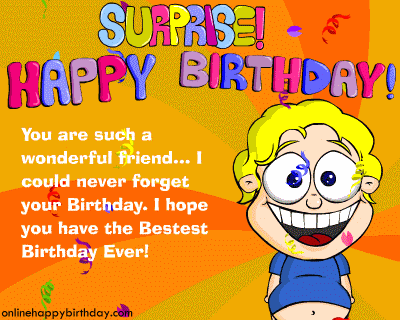 SURPRISE!
HAPPY BIRTHDAY!
You are such a
wonderful friend... I
could never forget
your Birthday. I hope
you have the Bestest
Birthday Ever!
onlinehappybirthday.com